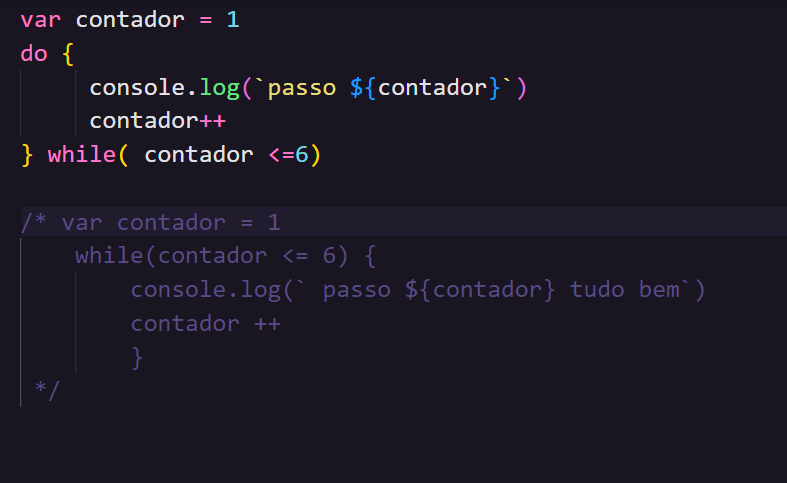 var contador = 1
do {
     console.log(`passo ${contador}`)
     contador++
} while( contador <=6)
/* var contador = 1
    while(contador <= 6) {
        console.log(` passo ${contador} tudo bem`)
        contador ++
        }
 */